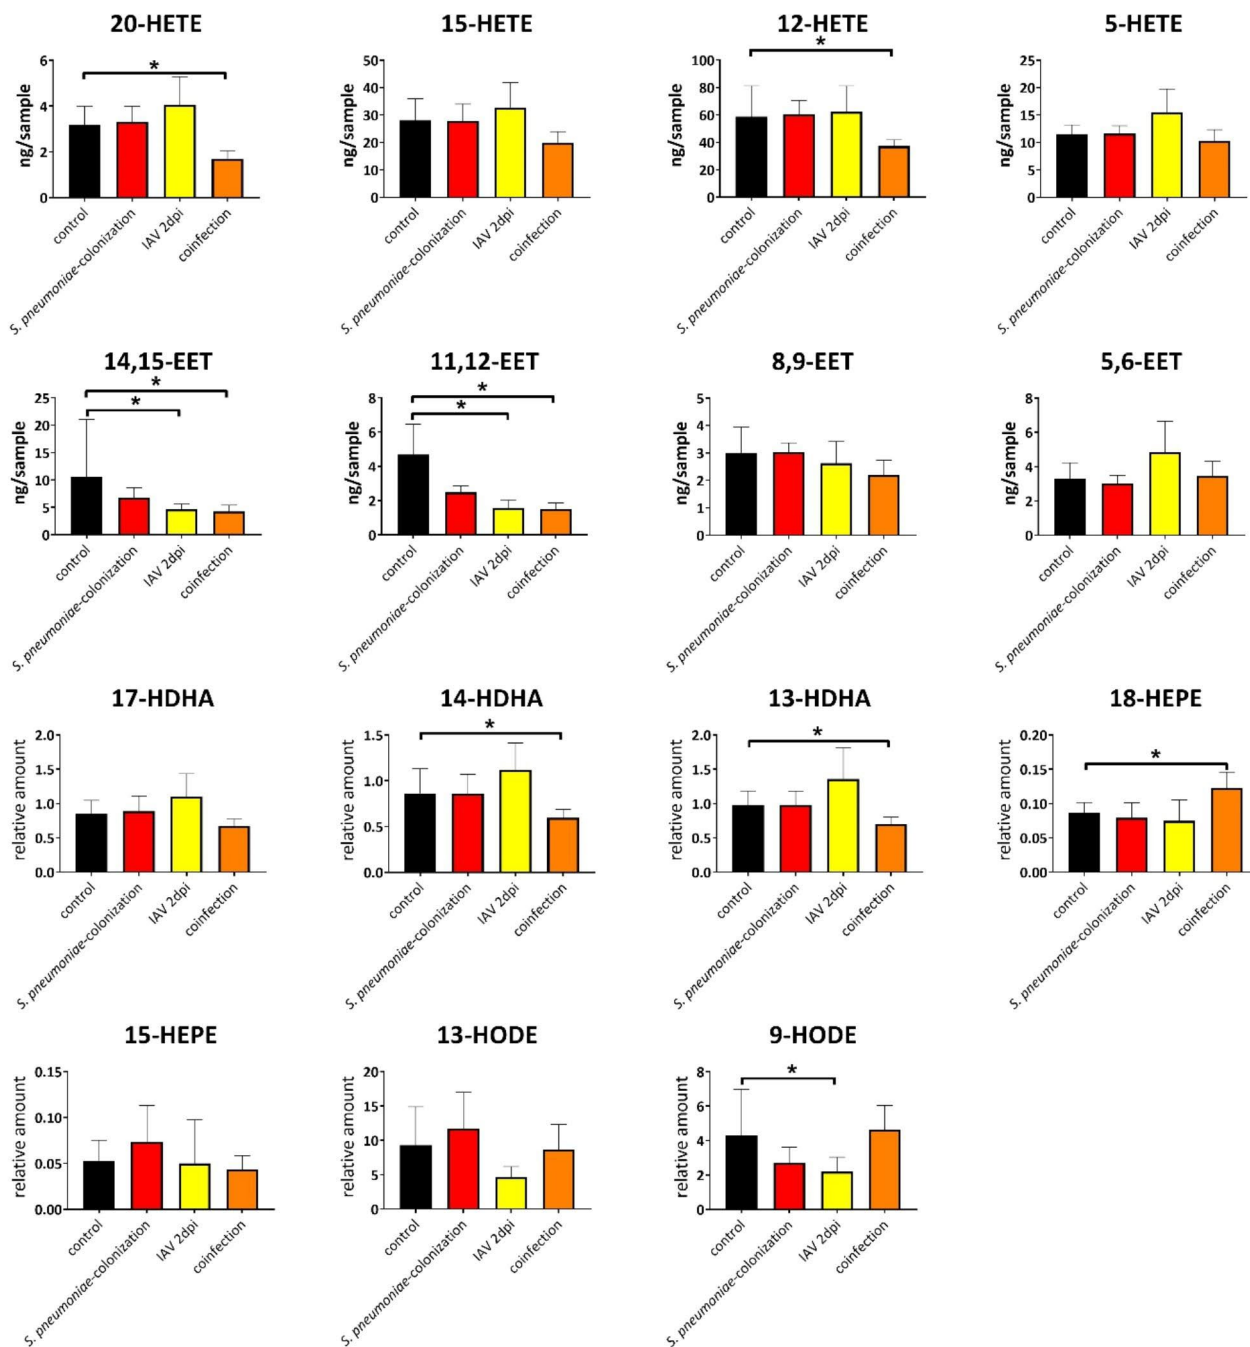 20-HETE
15-HETE
12-HETE
5-HETE
ng/sample
6
4
2
0
*
control
S. pneumoniae-colonization
IAV 2dpi
coinfection
50
40
30
20
10
0
control
S. pneumoniae-colonization
IAV 2dpi
coinfection
ng/sample
100
80
60
40
20
0
*
control
S. pneumoniae-colonization
IAV 2dpi
coinfection
ng/sample
25
20
15
10
5
0
control
S. pneumoniae-colonization
IAV 2dpi
coinfection
ng/sample
14,15-EET
11,12-EET
8,9-EET
5,6-EET
ng/sample
25
20
15
10
5
0
*
*
control
S. pneumoniae-colonization
IAV 2dpi
coinfection
ng/sample
8
6
4
2
0
*
*
control
S. pneumoniae-colonization
IAV 2dpi
coinfection
ng/sample
5
4
3
2
1
0
control
S. pneumoniae-colonization
IAV 2dpi
coinfection
ng/sample
8
6
4
2
0
control
S. pneumoniae-colonization
IAV 2dpi
coinfection
17-HDHA
14-HDHA
13-HDHA
18-HEPE
relative amount
2.0
1.5
1.0
0.5
0.0
control
S. pneumoniae-colonization
IAV 2dpi
coinfection
relative amount
1.5
1.0
0.5
0.0
*
control
S. pneumoniae-colonization
IAV 2dpi
coinfection
relative amount
2.0
1.5
1.0
0.5
0.0
*
control
S. pneumoniae-colonization
IAV 2dpi
coinfection
relative amount
0.20
0.15
0.10
0.05
0.00
*
control
S. pneumoniae-colonization
IAV 2dpi
coinfection
15-HEPE
13-HODE
9-HODE
relative amount
0.15
0.10
0.05
0.00
control
S. pneumoniae-colonization
IAV 2dpi
coinfection
relative amount
20
15
10
5
0
control
S. pneumoniae-colonization
IAV 2dpi
coinfection
relative amount
8
6
4
2
0
*
control
S. pneumoniae-colonization
IAV 2dpi
coinfection